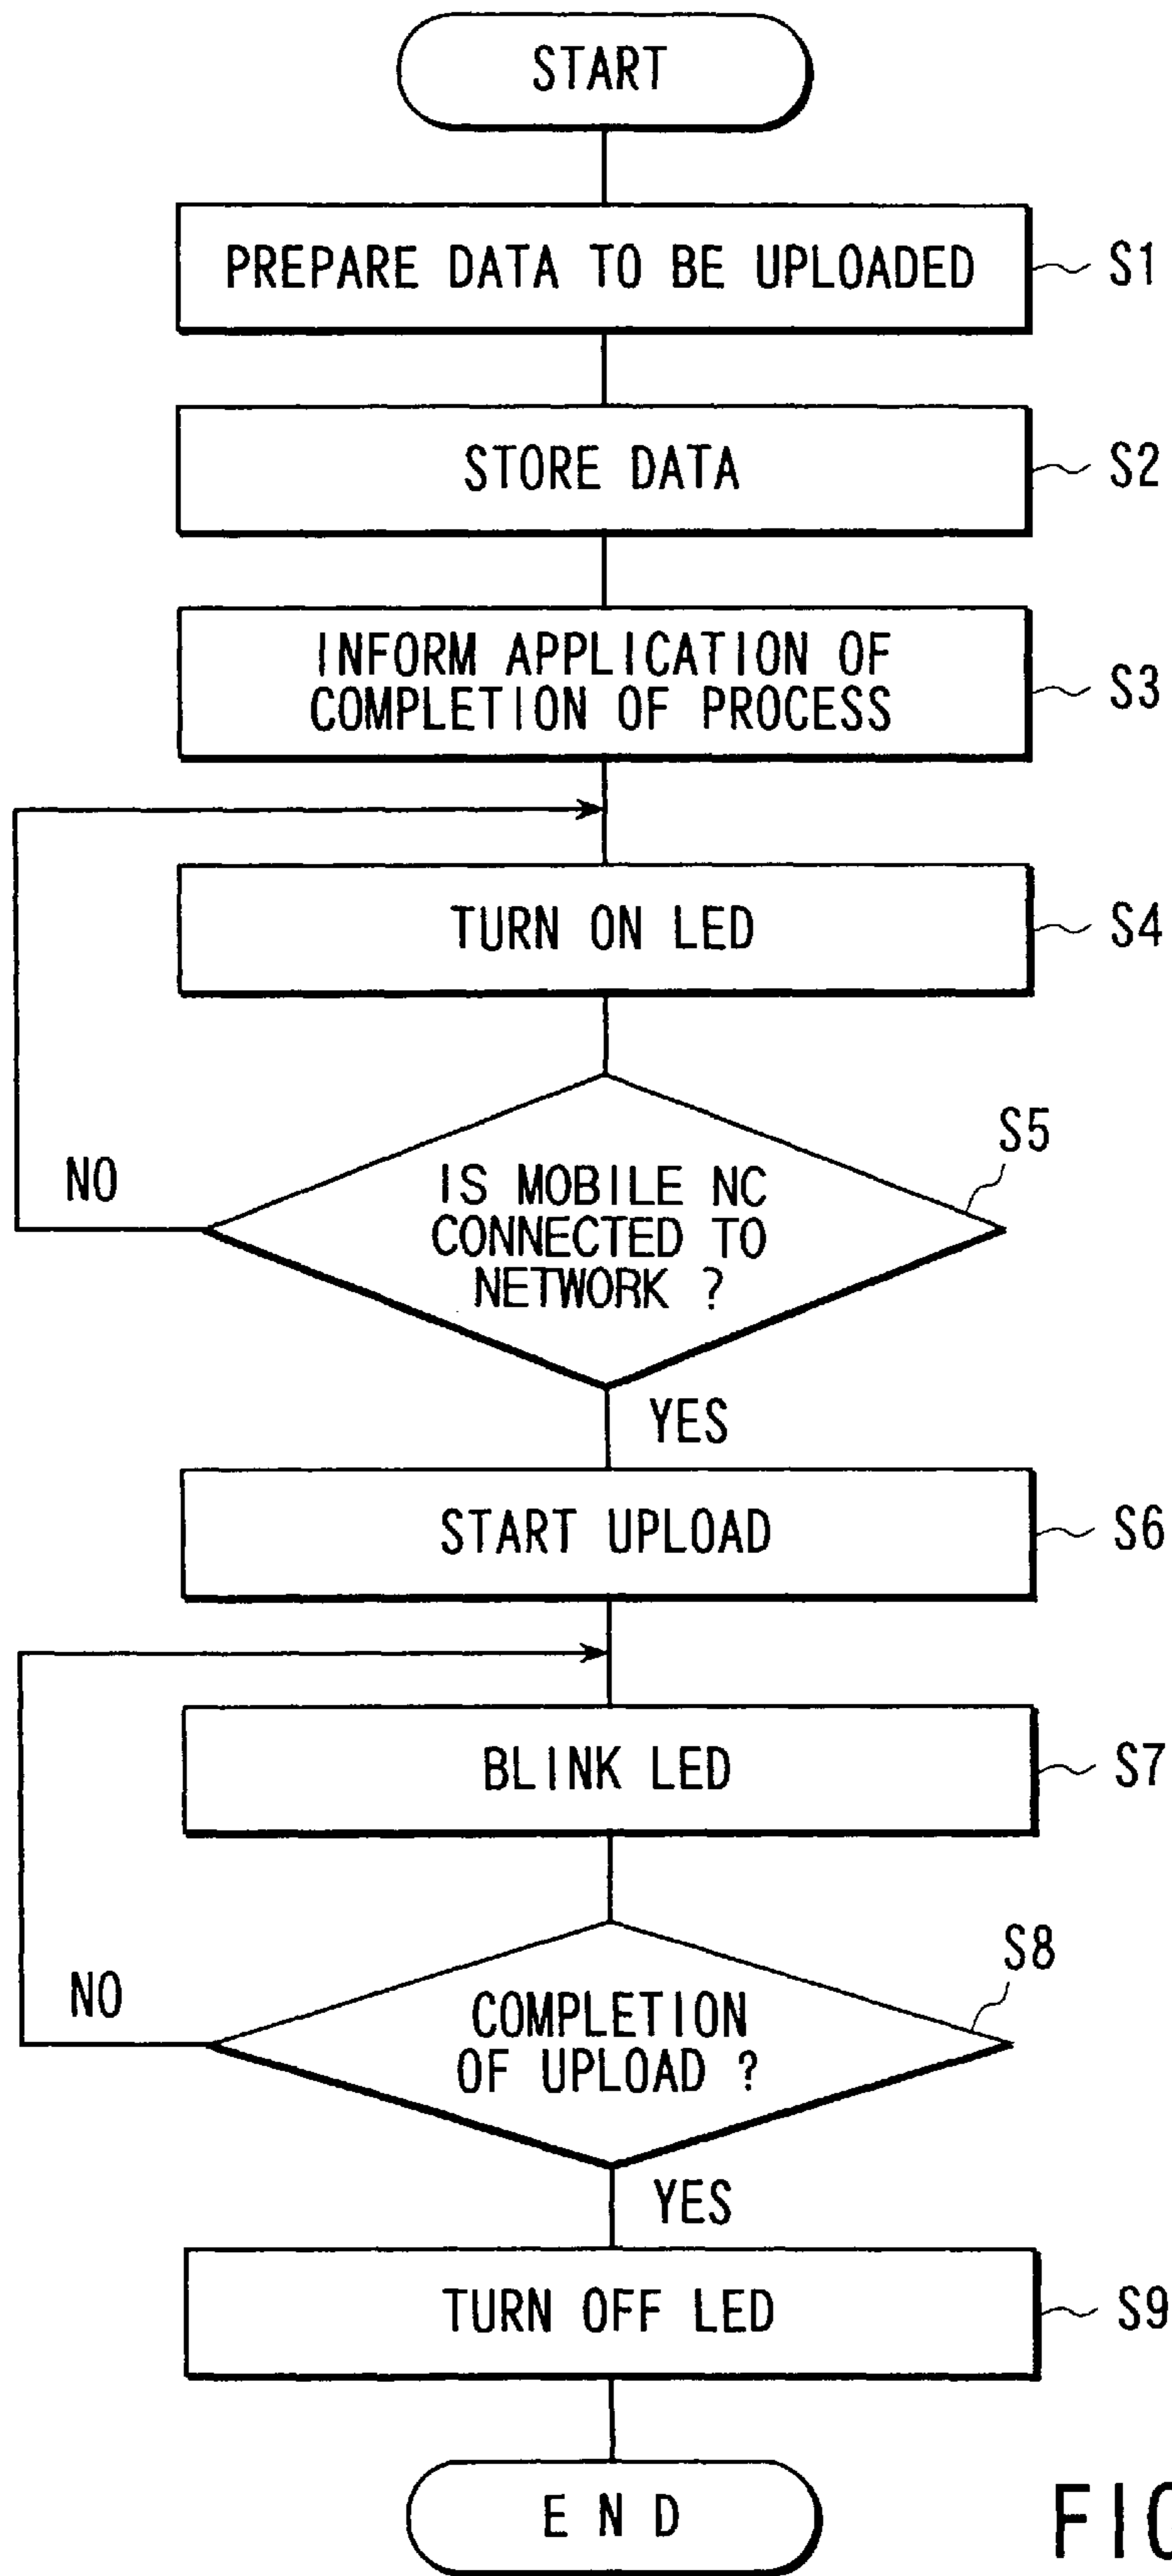 START
PREPARE DATA TO BE UPLOADED
S1
STORE DATA
S2
INFORM APPLICATION OF
COMPLETION OF PROCESS
S3
TURN ON LED
S4
S5
NO
IS MOBILE NC
CONNECTED TO
NETWORK ?
YES
START UPLOAD
S6
BLINK LED
S7
S8
NO
COMPLETION
OF UPLOAD ?
YES
TURN OFF LED
S9
END